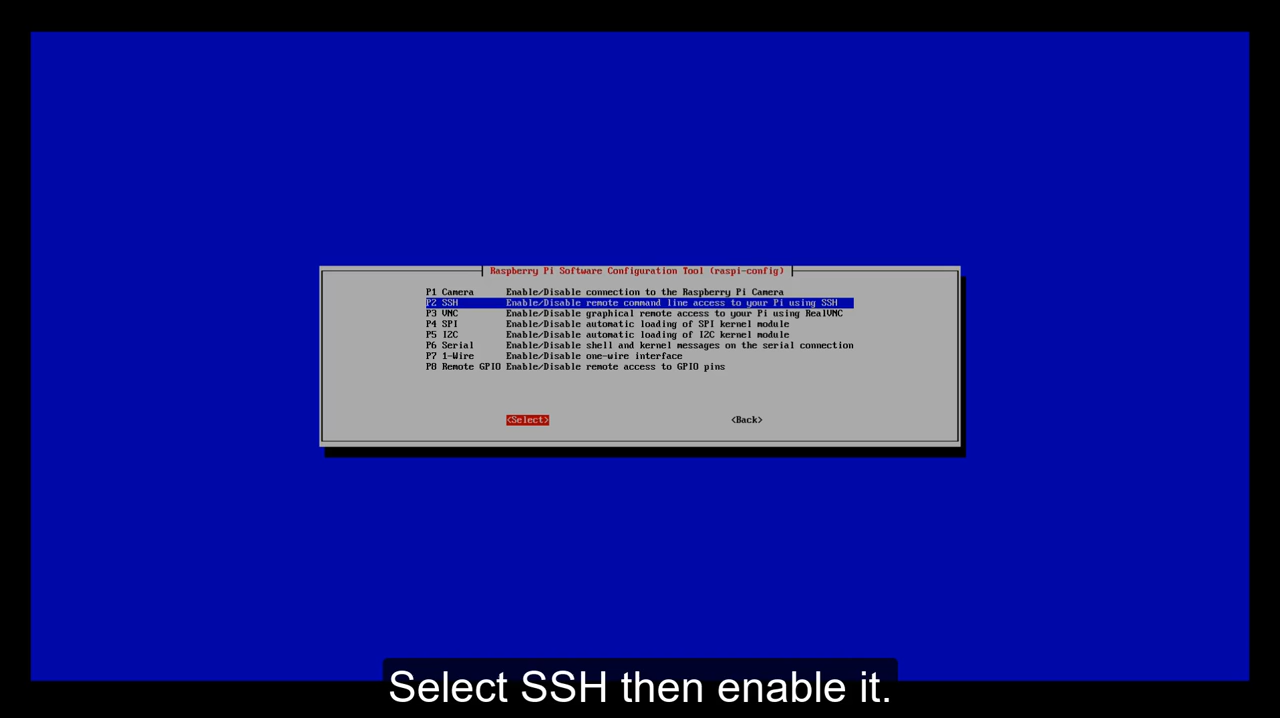 Raspberry Pi Software Configuration Tool (raspi-config)
P1 Camera Enable/Disable connection to the Raspberry Pi Camera
P2 SSH Enable/Disable remote command line access to your Pi using SSH
P3 VNC Enable/Disable graphical remote access to your Pi using RealVNC
P4 SPI Enable/Disable automatic loading of SPI kernel module
P5 I2C Enable/Disable automatic loading of I2C kernel module
P6 Serial Enable/Disable shell and kernel messages on the serial connection
P7 1-Wire Enable/Disable one-wire interface
P8 Remote GPIO Enable/Disable remote access to GPIO pins
<Select> <Back>
Select SSH then enable it.